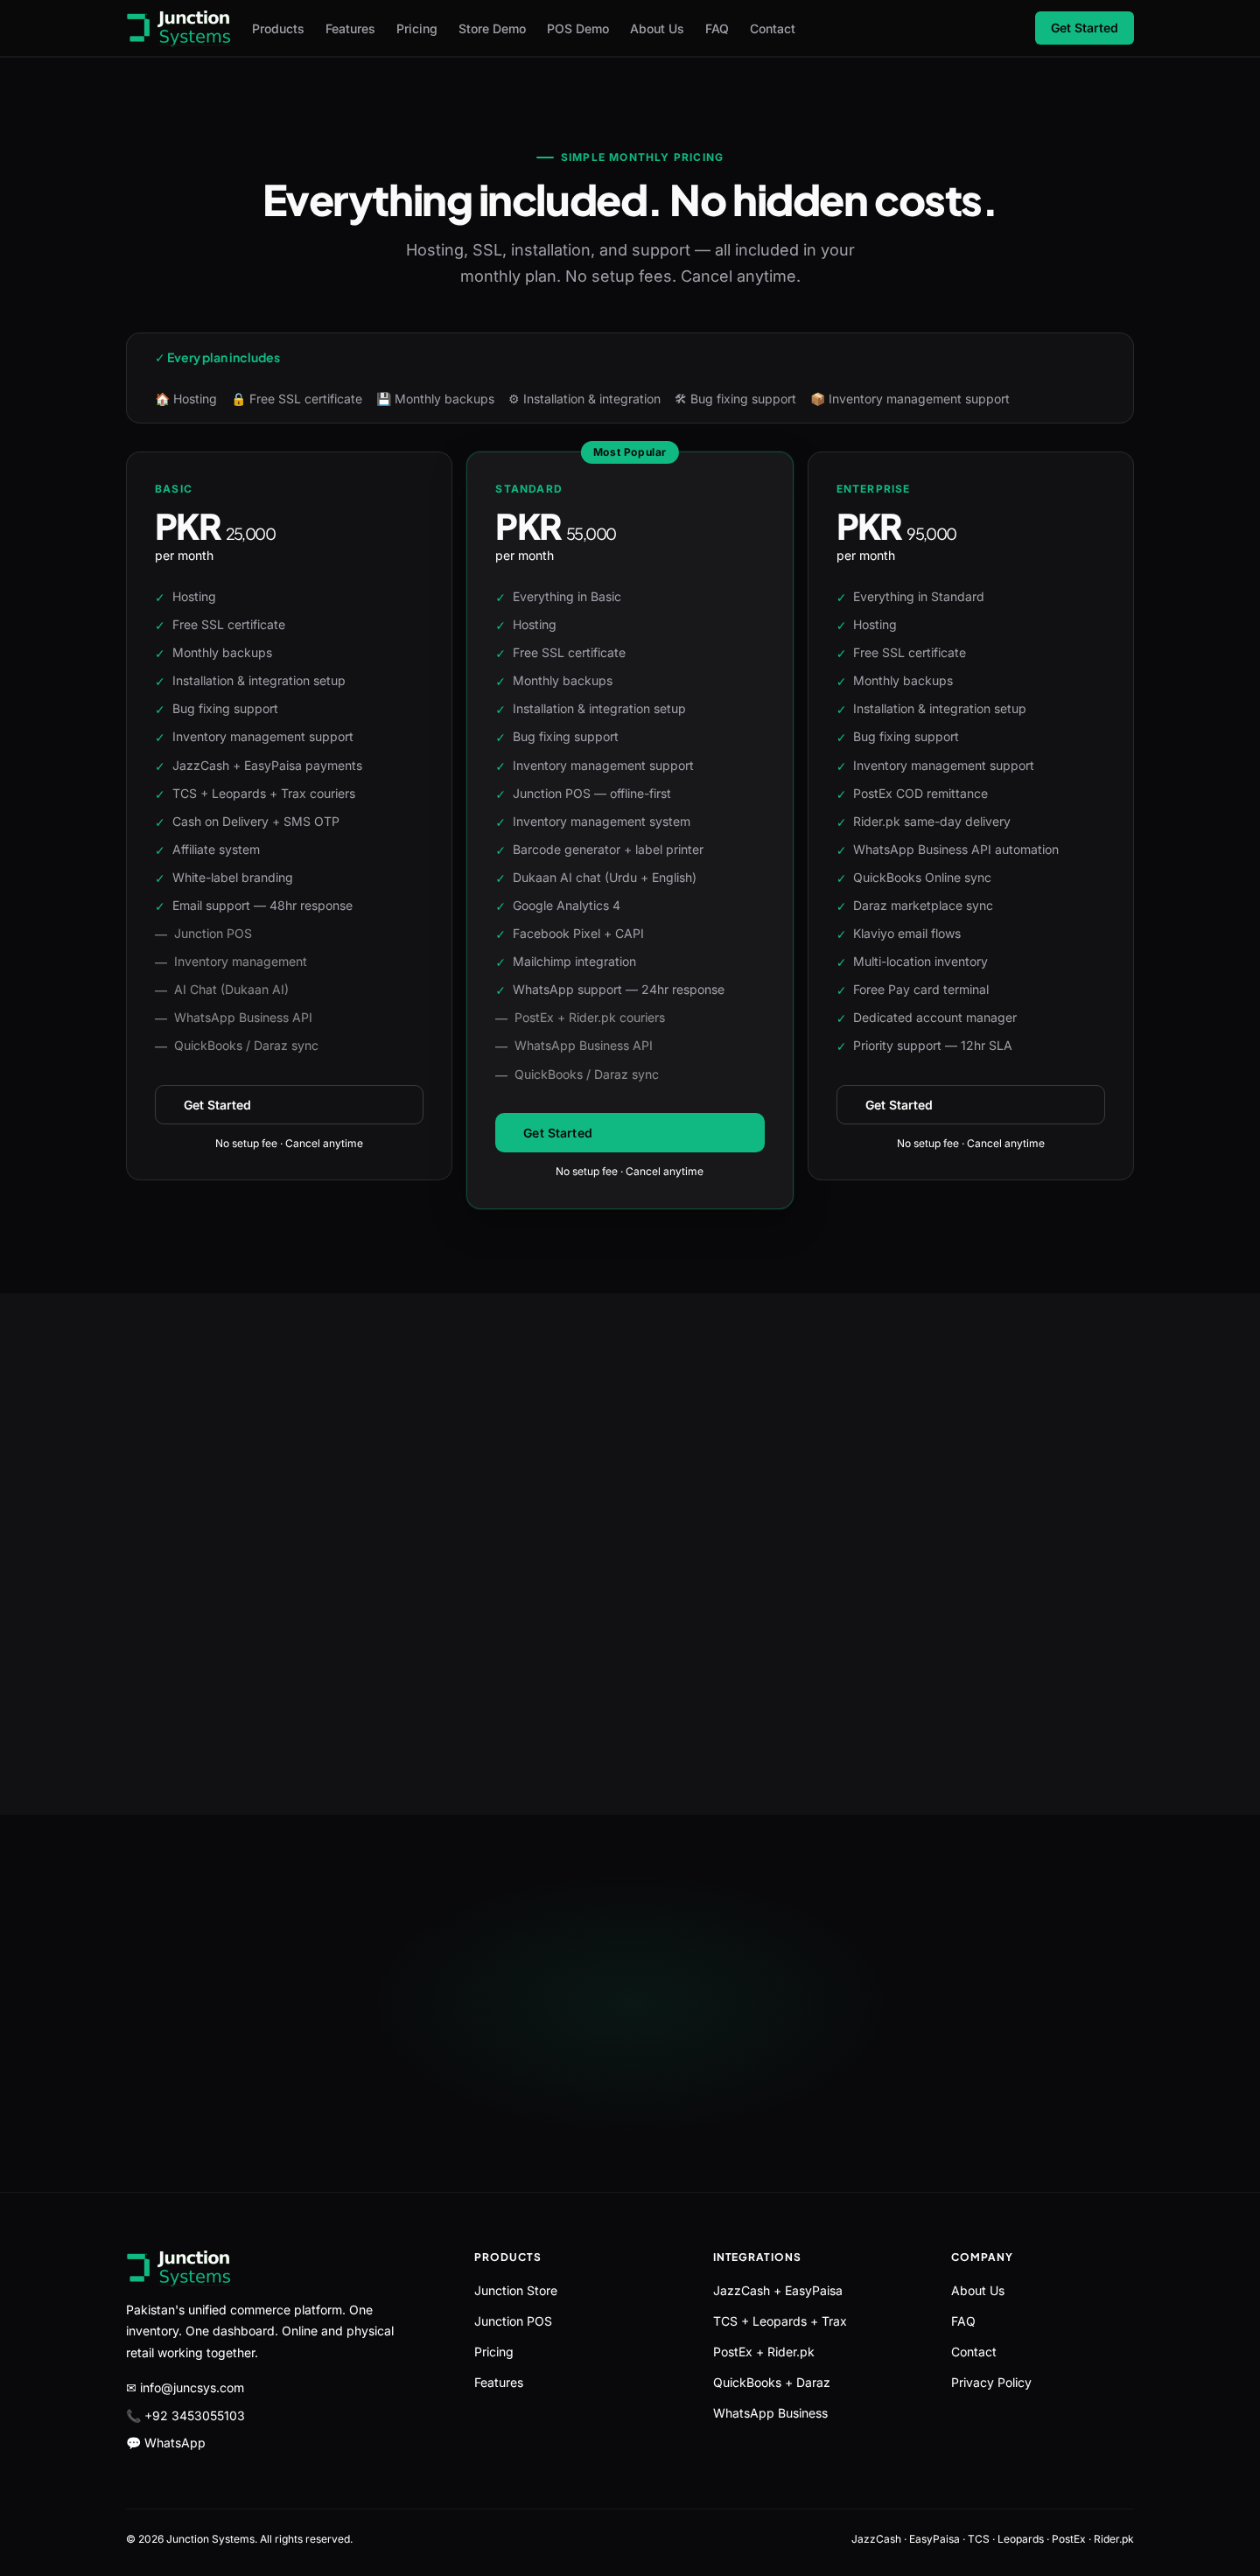 Junction
Systems
Products Features Pricing Store Demo POS Demo About Us FAQ Contact
Get Started
SIMPLE MONTHLY PRICING
Everything included. No hidden costs.
Hosting, SSL, installation, and support — all included in your
monthly plan. No setup fees. Cancel anytime.
✓ Every plan includes
🏠 Hosting 🔒 Free SSL certificate 💾 Monthly backups ⚙ Installation & integration 🛠 Bug fixing support 📦 Inventory management support
BASIC
PKR 25,000
per month
✓ Hosting
✓ Free SSL certificate
✓ Monthly backups
✓ Installation & integration setup
✓ Bug fixing support
✓ Inventory management support
✓ JazzCash + EasyPaisa payments
✓ TCS + Leopards + Trax couriers
✓ Cash on Delivery + SMS OTP
✓ Affiliate system
✓ White-label branding
✓ Email support — 48hr response
— Junction POS
— Inventory management
— AI Chat (Dukaan AI)
— WhatsApp Business API
— QuickBooks / Daraz sync
Get Started
No setup fee · Cancel anytime
Most Popular
STANDARD
PKR 55,000
per month
✓ Everything in Basic
✓ Hosting
✓ Free SSL certificate
✓ Monthly backups
✓ Installation & integration setup
✓ Bug fixing support
✓ Inventory management support
✓ Junction POS — offline-first
✓ Inventory management system
✓ Barcode generator + label printer
✓ Dukaan AI chat (Urdu + English)
✓ Google Analytics 4
✓ Facebook Pixel + CAPI
✓ Mailchimp integration
✓ WhatsApp support — 24hr response
— PostEx + Rider.pk couriers
— WhatsApp Business API
— QuickBooks / Daraz sync
Get Started
No setup fee · Cancel anytime
ENTERPRISE
PKR 95,000
per month
✓ Everything in Standard
✓ Hosting
✓ Free SSL certificate
✓ Monthly backups
✓ Installation & integration setup
✓ Bug fixing support
✓ Inventory management support
✓ PostEx COD remittance
✓ Rider.pk same-day delivery
✓ WhatsApp Business API automation
✓ QuickBooks Online sync
✓ Daraz marketplace sync
✓ Klaviyo email flows
✓ Multi-location inventory
✓ Foree Pay card terminal
✓ Dedicated account manager
✓ Priority support — 12hr SLA
Get Started
No setup fee · Cancel anytime
Junction
Systems
Pakistan's unified commerce platform. One
inventory. One dashboard. Online and physical
retail working together.
✉ info@juncsys.com
📞 +92 3453055103
💬 WhatsApp
PRODUCTS
Junction Store
Junction POS
Pricing
Features
INTEGRATIONS
JazzCash + EasyPaisa
TCS + Leopards + Trax
PostEx + Rider.pk
QuickBooks + Daraz
WhatsApp Business
COMPANY
About Us
FAQ
Contact
Privacy Policy
© 2026 Junction Systems. All rights reserved.
JazzCash · EasyPaisa · TCS · Leopards · PostEx · Rider.pk